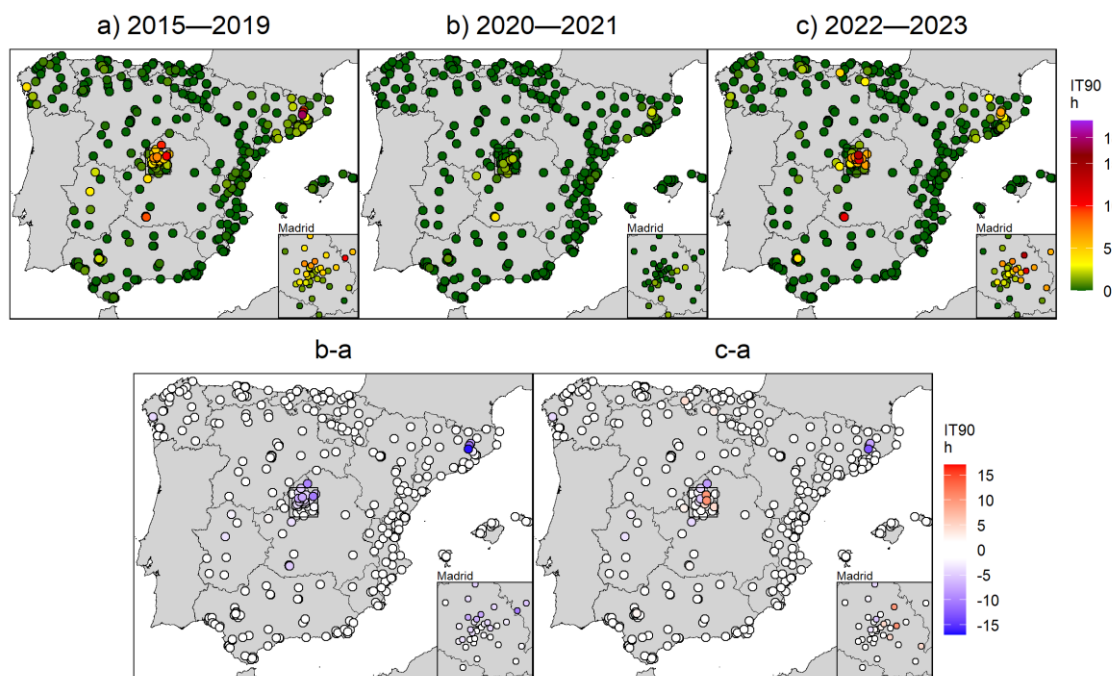 a) 2015—2019
b) 2020—2021
c) 2022—2023
IT90
h
1
1
1
5
0
Madrid
Madrid
Madrid
b-a
c-a
IT90
h
15
10
5
0
-5
-10
-15
Madrid
Madrid